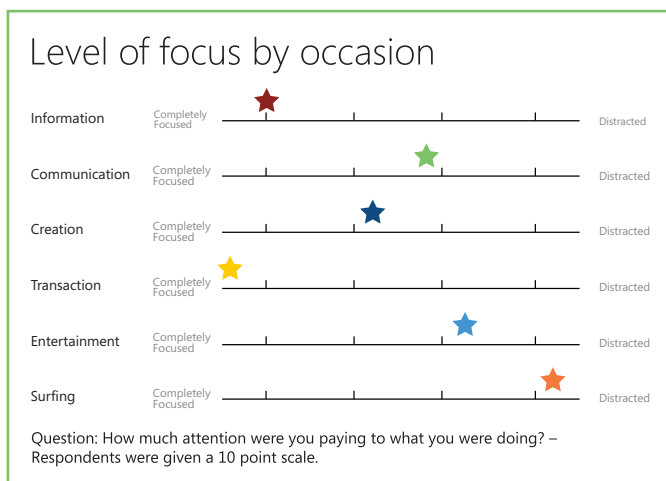 Level of focus by occasion
Information
Completely
Focused
Distracted
Communication
Completely
Focused
Distracted
Creation
Completely
Focused
Distracted
Transaction
Completely
Focused
Distracted
Entertainment
Completely
Focused
Distracted
Surfing
Completely
Focused
Distracted
Question: How much attention were you paying to what you were doing? –
Respondents were given a 10 point scale.